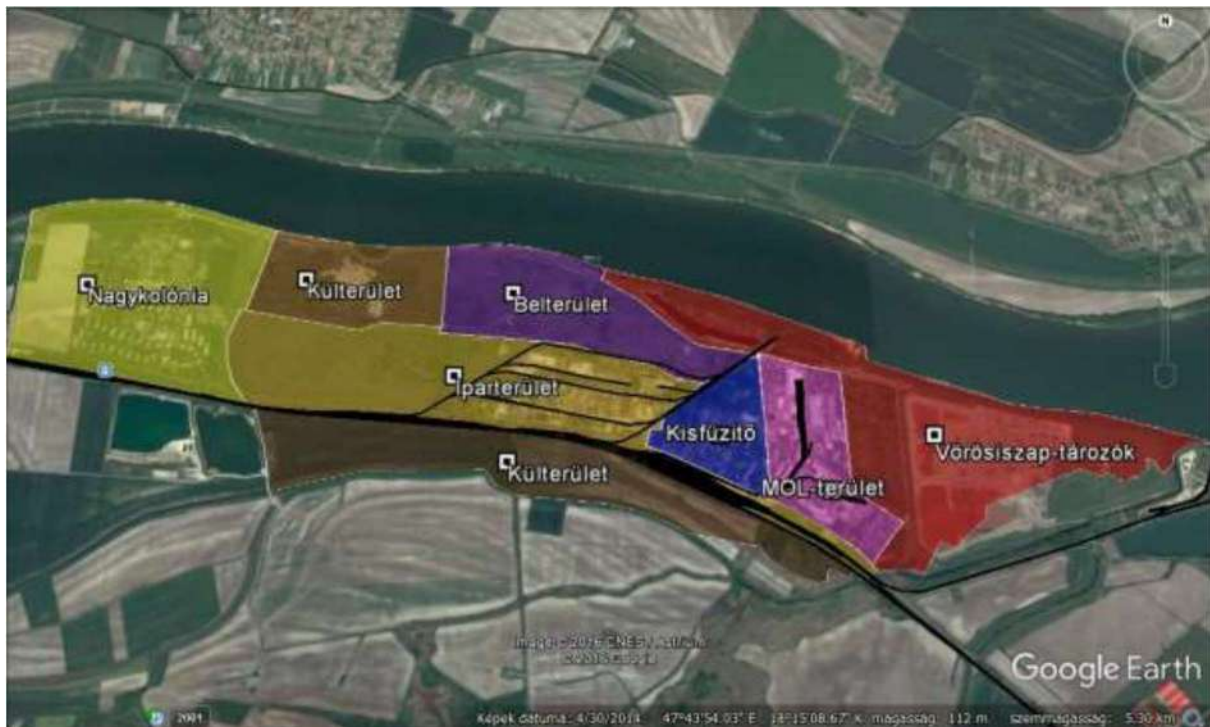 N
Nagykolónia
Külterület
Belterület
Iparterület
Kisfűzitő
Külterület
MOL-terület
Vörösiszap-tározók
Google Earth
Képek dátuma: 4/30/2014 47°43'54.03" É 18°15'08.67" K magasság: 112 m szemmagasság: 5.30 km